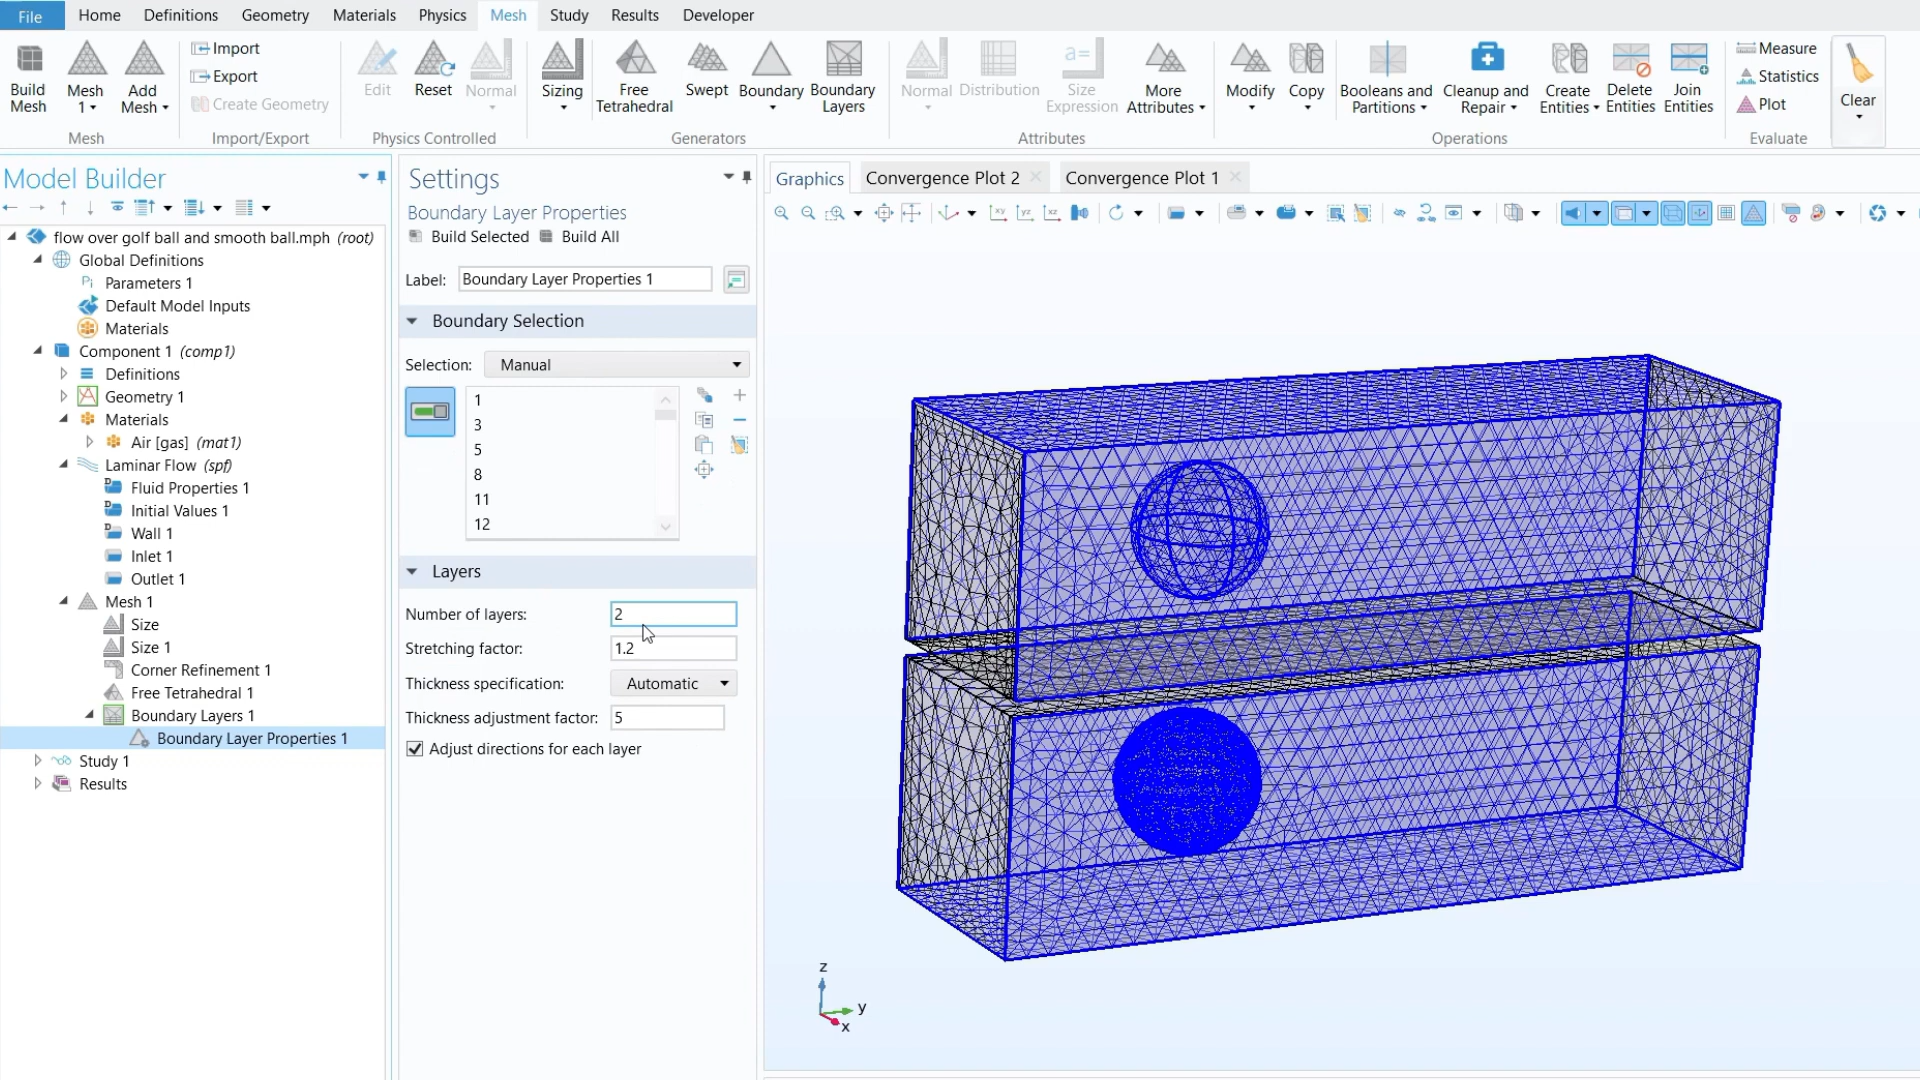 File Home Definitions Geometry Materials Physics Mesh Study Results Developer
Build Mesh
Mesh 1
Add Mesh
Mesh
Import
Export
Create Geometry
Import/Export
Edit
Reset
Normal
Physics Controlled
Sizing
Free Tetrahedral
Swept
Boundary
Boundary Layers
Generators
Normal
Distribution
a=
Size Expression
More Attributes
Attributes
Modify
Copy
Booleans and Partitions
Cleanup and Repair
Create Entities
Delete Entities
Join Entities
Operations
Measure
Statistics
Plot
Evaluate
Clear
Model Builder
flow over golf ball and smooth ball.mph (root)
Global Definitions
Pi Parameters 1
Default Model Inputs
Materials
Component 1 (comp1)
Definitions
Geometry 1
Materials
Air [gas] (mat1)
Laminar Flow (spf)
D Fluid Properties 1
D Initial Values 1
D Wall 1
Inlet 1
Outlet 1
Mesh 1
Size
Size 1
Corner Refinement 1
Free Tetrahedral 1
Boundary Layers 1
Boundary Layer Properties 1
Study 1
Results
Settings
Boundary Layer Properties
Build Selected Build All
Label: Boundary Layer Properties 1
Boundary Selection
Selection: Manual
1
3
5
8
11
12
Layers
Number of layers: 2
Stretching factor: 1.2
Thickness specification: Automatic
Thickness adjustment factor: 5
Adjust directions for each layer
Graphics Convergence Plot 2 Convergence Plot 1
xy yz xz
z
y
x